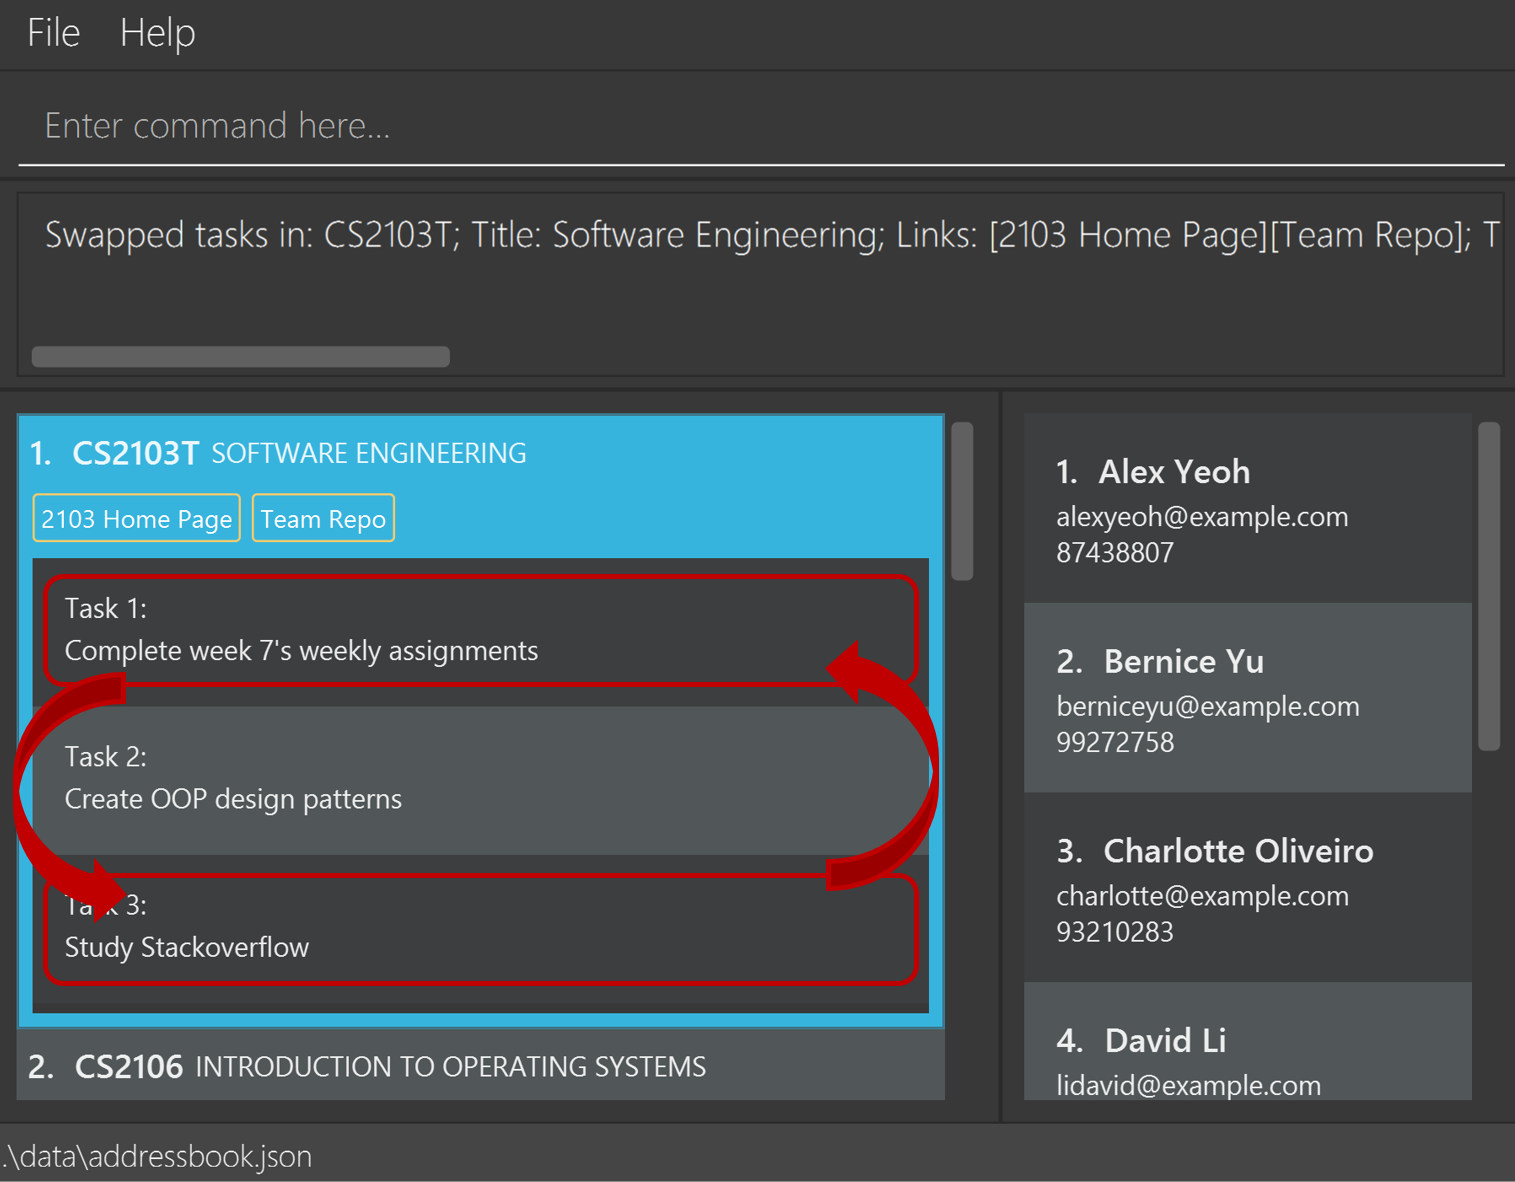 File Help
Enter command here...
Swapped tasks in: CS2103T; Title: Software Engineering; Links: [2103 Home Page][Team Repo]; T
1. CS2103T SOFTWARE ENGINEERING
2103 Home Page Team Repo
Task 1:
Complete week 7's weekly assignments
Task 2:
Create OOP design patterns
Task 3:
Study Stackoverflow
2. CS2106 INTRODUCTION TO OPERATING SYSTEMS
1. Alex Yeoh
alexyeoh@example.com
87438807
2. Bernice Yu
berniceyu@example.com
99272758
3. Charlotte Oliveiro
charlotte@example.com
93210283
4. David Li
lidavid@example.com
.\data\addressbook.json